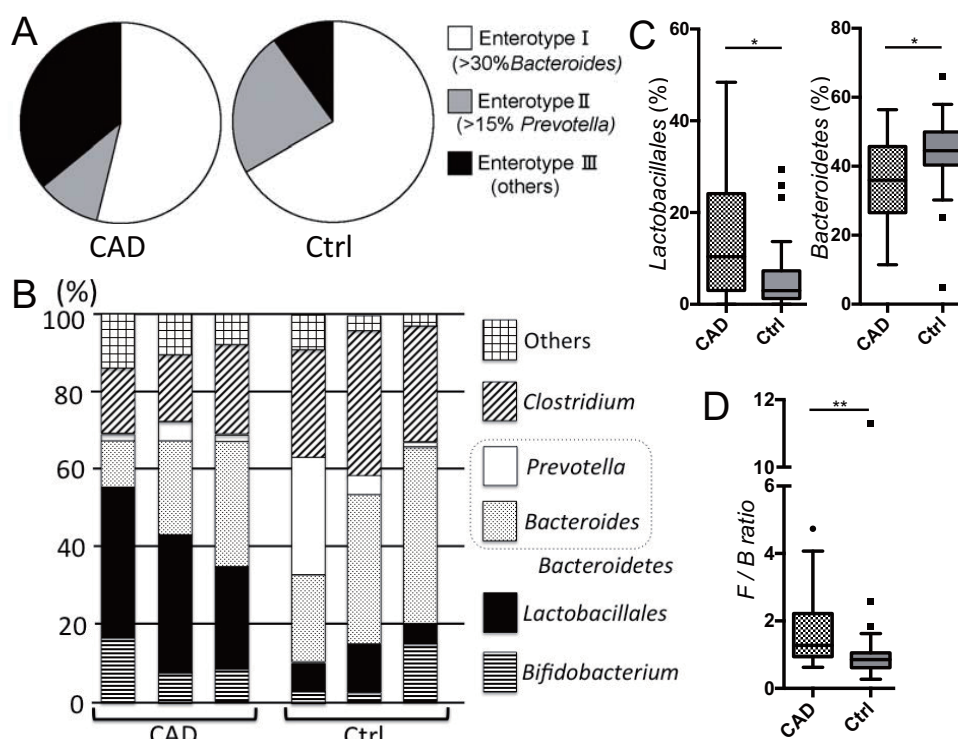 A
CAD
Ctrl
Enterotype I
(>30%Bacteroides)
Enterotype II
(>15% Prevotella)
Enterotype III
(others)
B
(%)
100
80
60
40
20
0
CAD
Ctrl
Others
Clostridium
Prevotella
Bacteroides
Bacteroidetes
Lactobacillales
Bifidobacterium
C
Lactobacillales (%)
60
40
20
0
*
CAD
Ctrl
Bacteroidetes (%)
80
60
40
20
0
*
CAD
Ctrl
D
F / B ratio
12
10
6
4
2
0
**
CAD
Ctrl